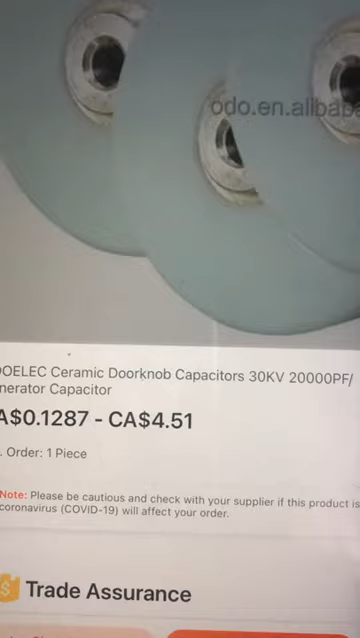 odo.en.alibaba
OELEC Ceramic Doorknob Capacitors 30KV 20000PF/
nerator Capacitor
A$0.1287 - CA$4.51
. Order: 1 Piece
Note: Please be cautious and check with your supplier if this product is
coronavirus (COVID-19) will affect your order.
Trade Assurance